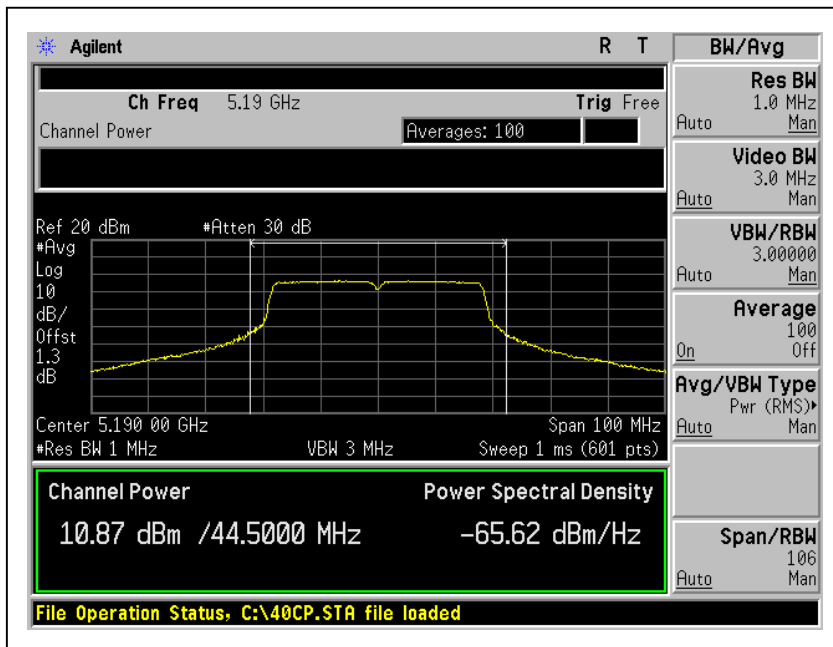 Agilent R T BW/Avg
Ch Freq 5.19 GHz Trig Free
Channel Power Averages: 100
Ref 20 dBm #Atten 30 dB
#Avg
Log
10
dB/
Offst
1.3
dB
Center 5.190 00 GHz Span 100 MHz
#Res BW 1 MHz VBW 3 MHz Sweep 1 ms (601 pts)
Channel Power Power Spectral Density
10.87 dBm /44.5000 MHz -65.62 dBm/Hz
File Operation Status, C:\40CP.STA file loaded
Res BW
1.0 MHz
Auto Man
Video BW
3.0 MHz
Auto Man
VBW/RBW
3.00000
Auto Man
Average
100
On Off
Avg/VBW Type
Pwr (RMS)▸
Auto Man
Span/RBW
106
Auto Man